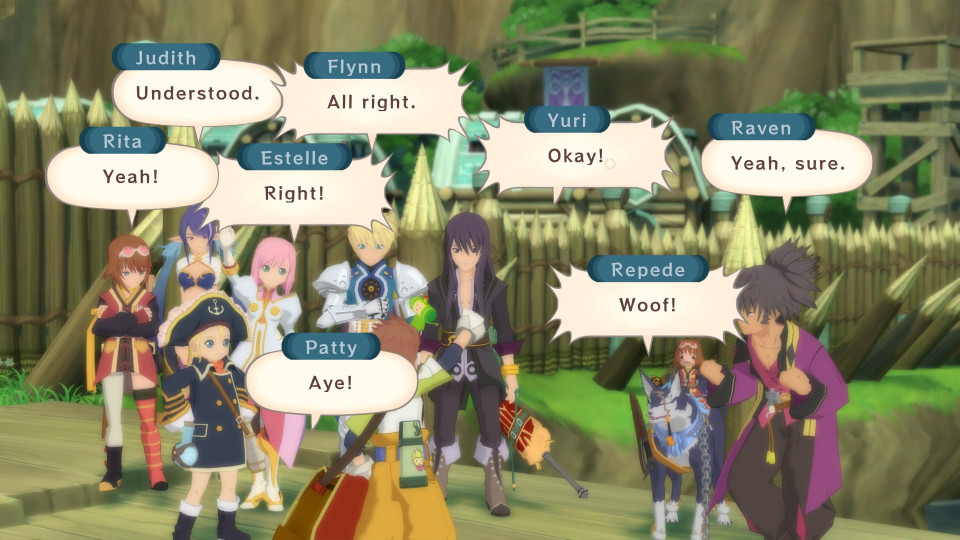 Judith
Understood.
Flynn
All right.
Yuri
Okay!
Raven
Yeah, sure.
Rita
Yeah!
Estelle
Right!
Repede
Woof!
Patty
Aye!